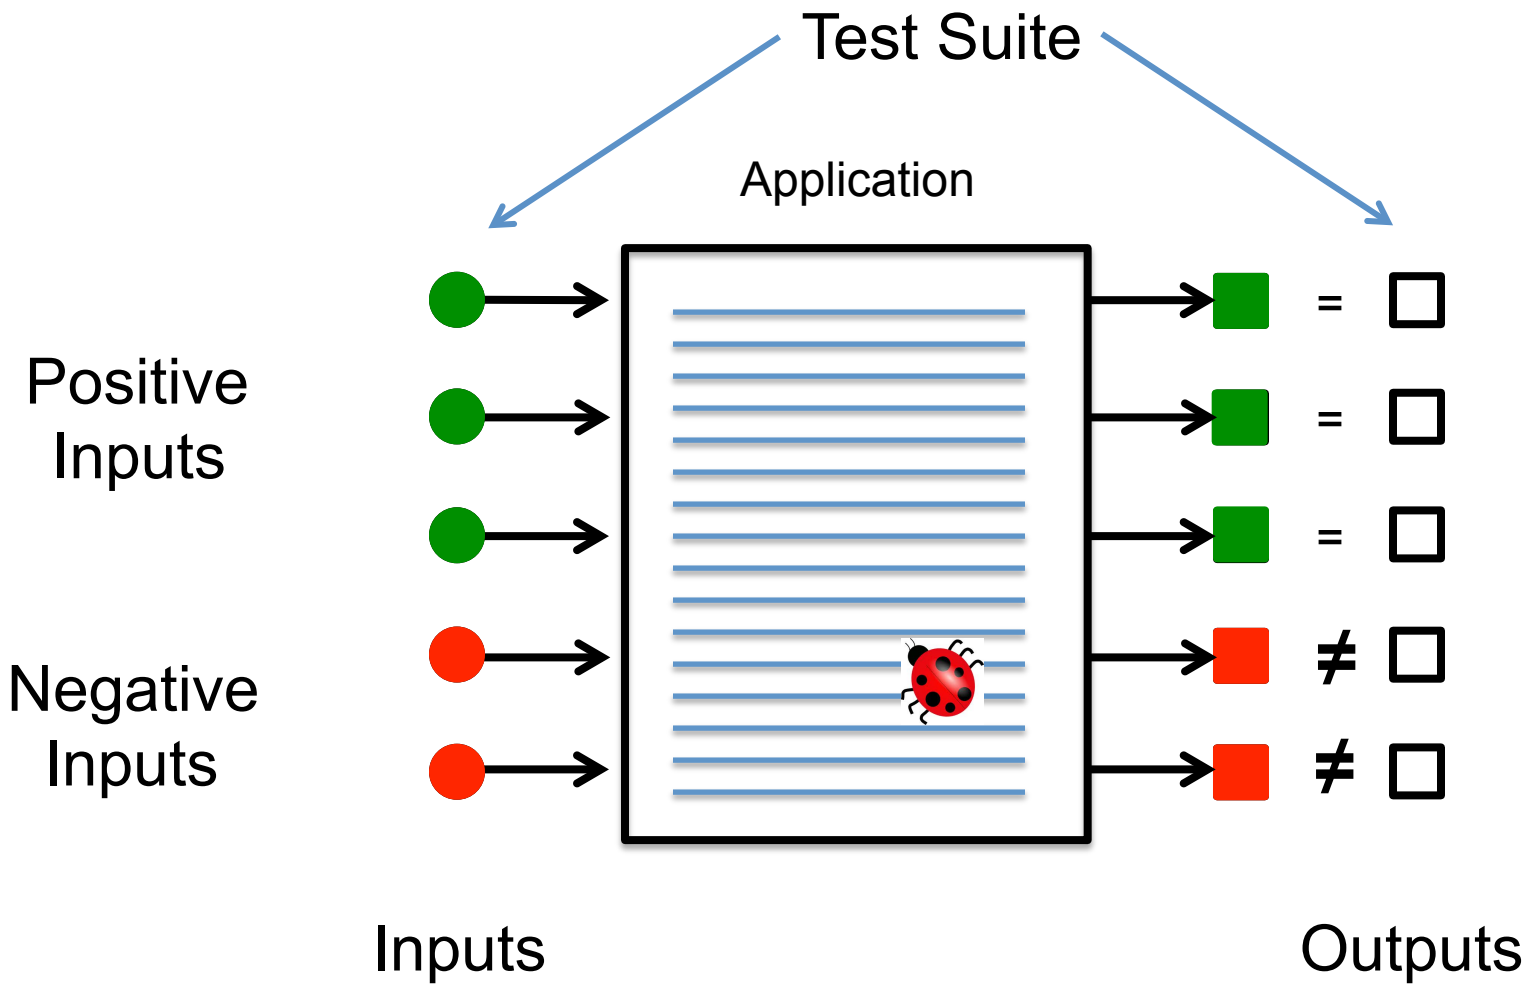 Test Suite
Application
=
Positive
Inputs
=
=
Negative
Inputs
≠
≠
Inputs
Outputs